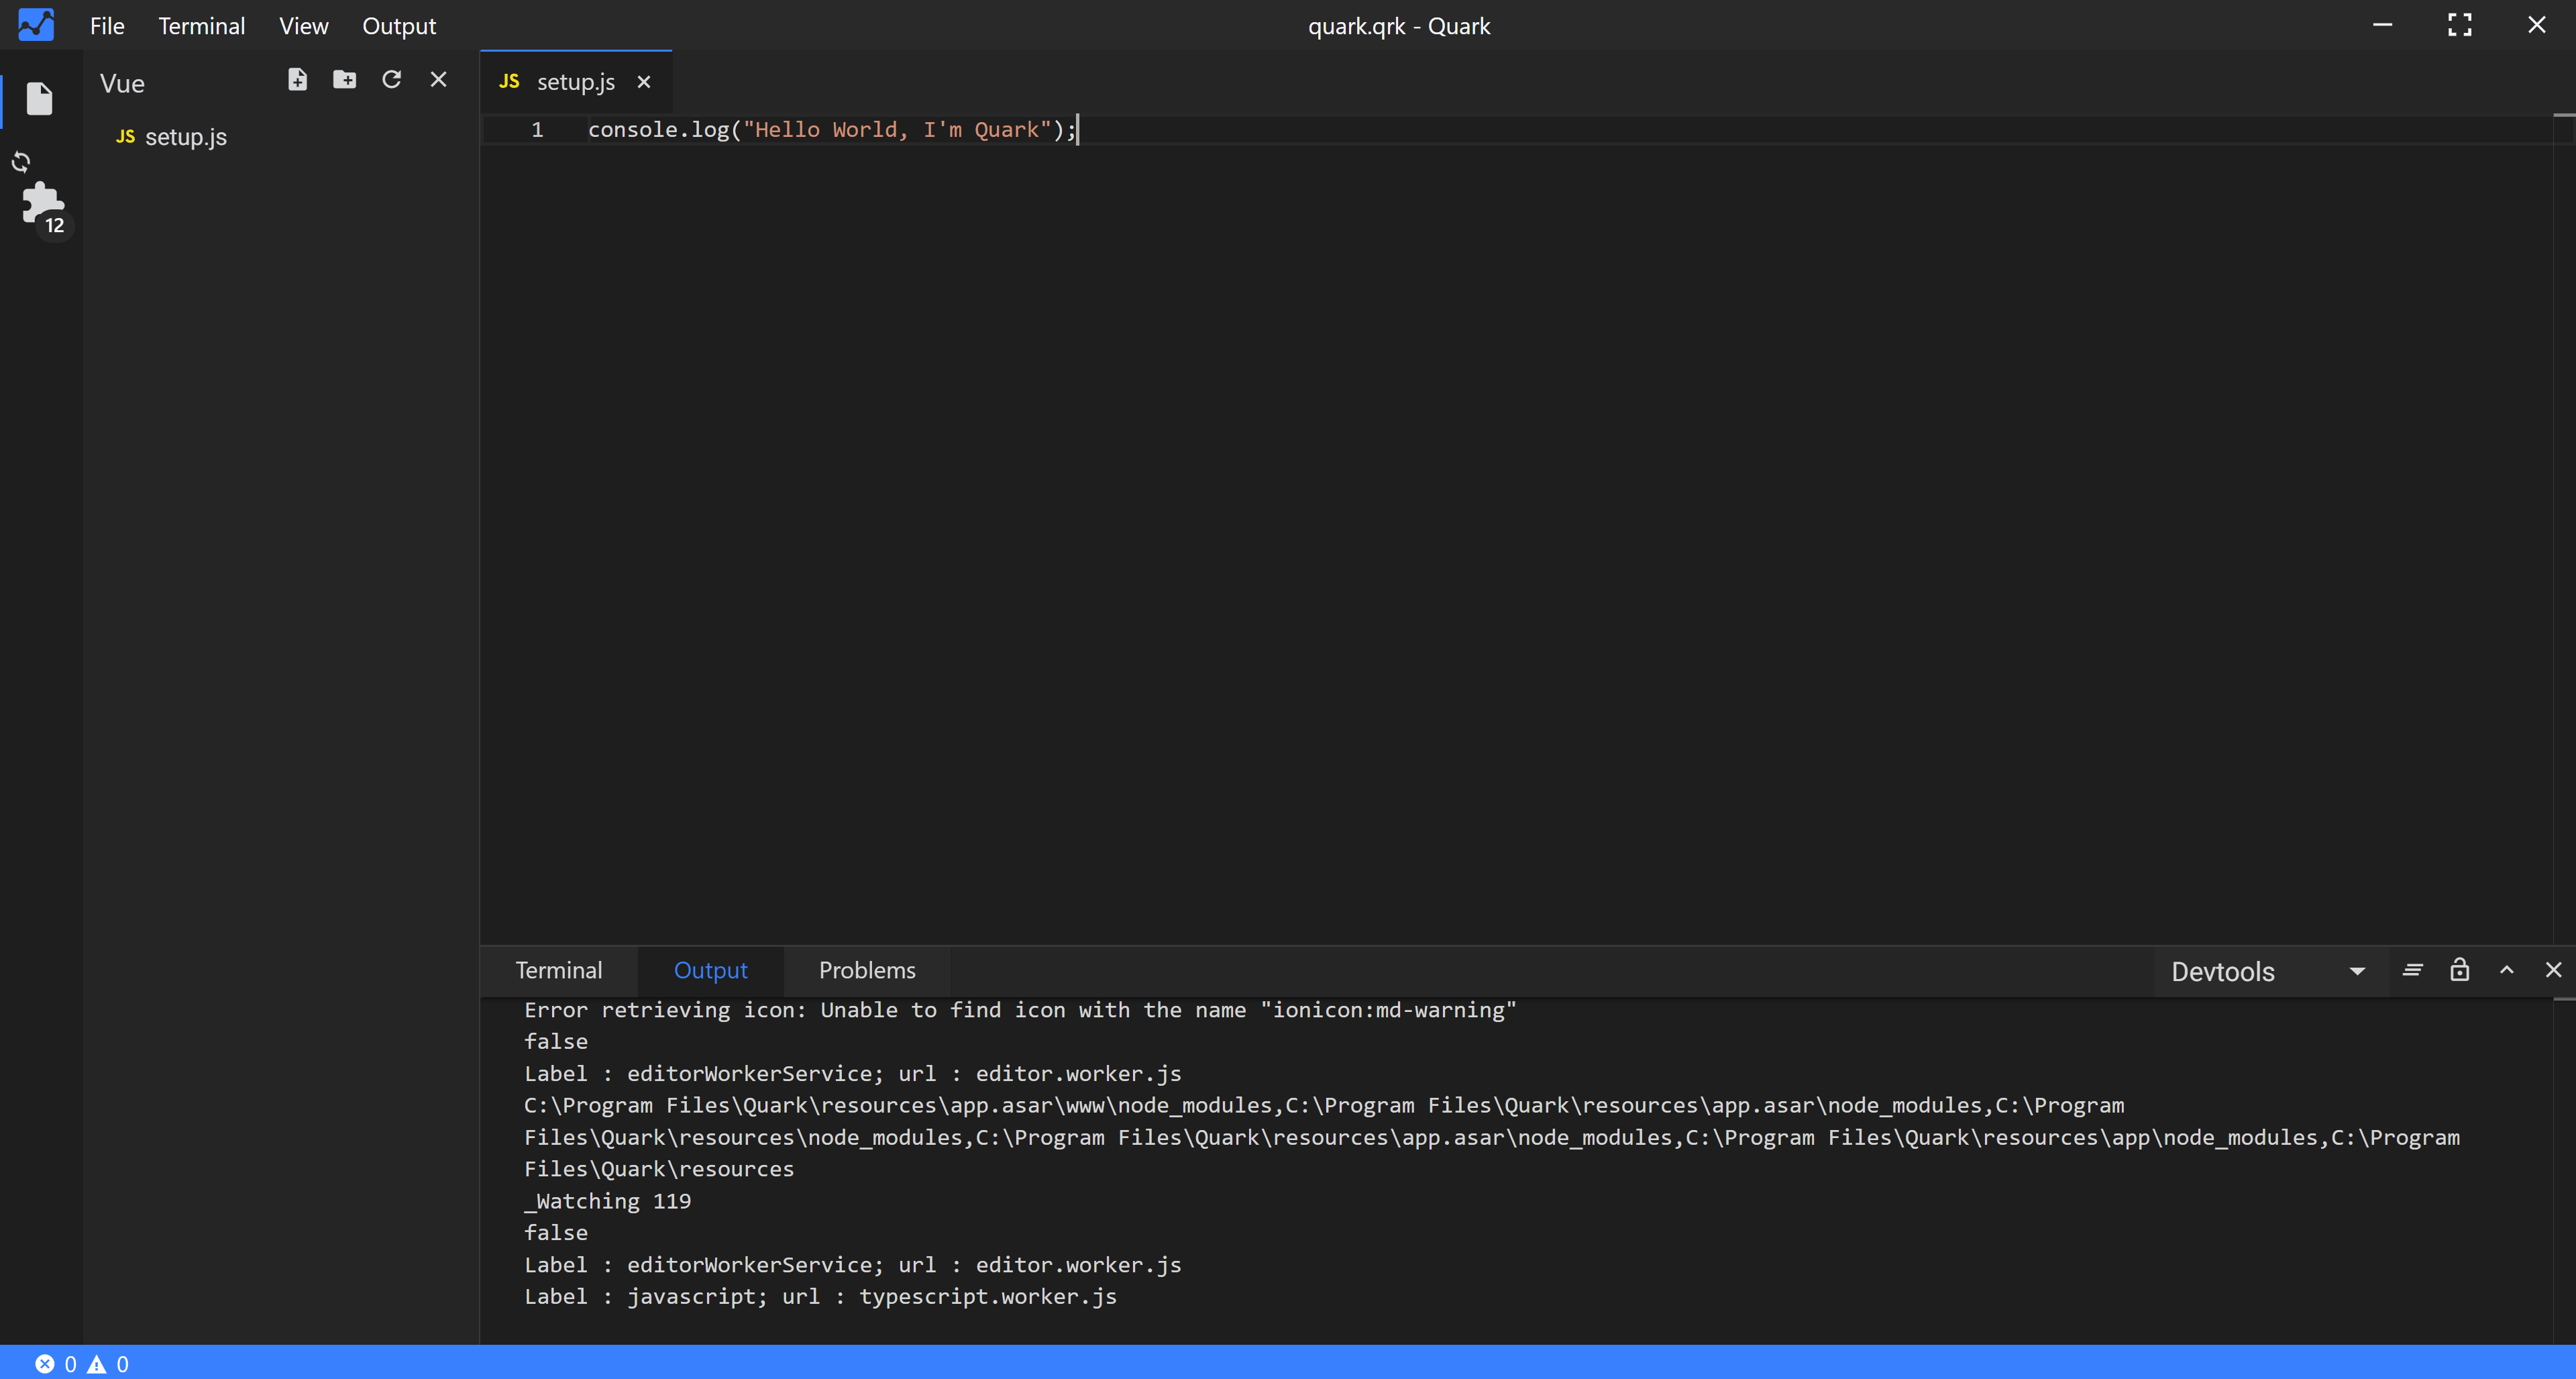 File Terminal View Output quark.qrk - Quark
Vue
JS setup.js
12
JS setup.js
1 console.log("Hello World, I'm Quark");
Terminal Output Problems Devtools
Error retrieving icon: Unable to find icon with the name "ionicon:md-warning"
false
Label : editorWorkerService; url : editor.worker.js
C:\Program Files\Quark\resources\app.asar\www\node_modules,C:\Program Files\Quark\resources\app.asar\node_modules,C:\Program
Files\Quark\resources\node_modules,C:\Program Files\Quark\resources\app.asar\node_modules,C:\Program Files\Quark\resources\app\node_modules,C:\Program
Files\Quark\resources
_Watching 119
false
Label : editorWorkerService; url : editor.worker.js
Label : javascript; url : typescript.worker.js
0 0